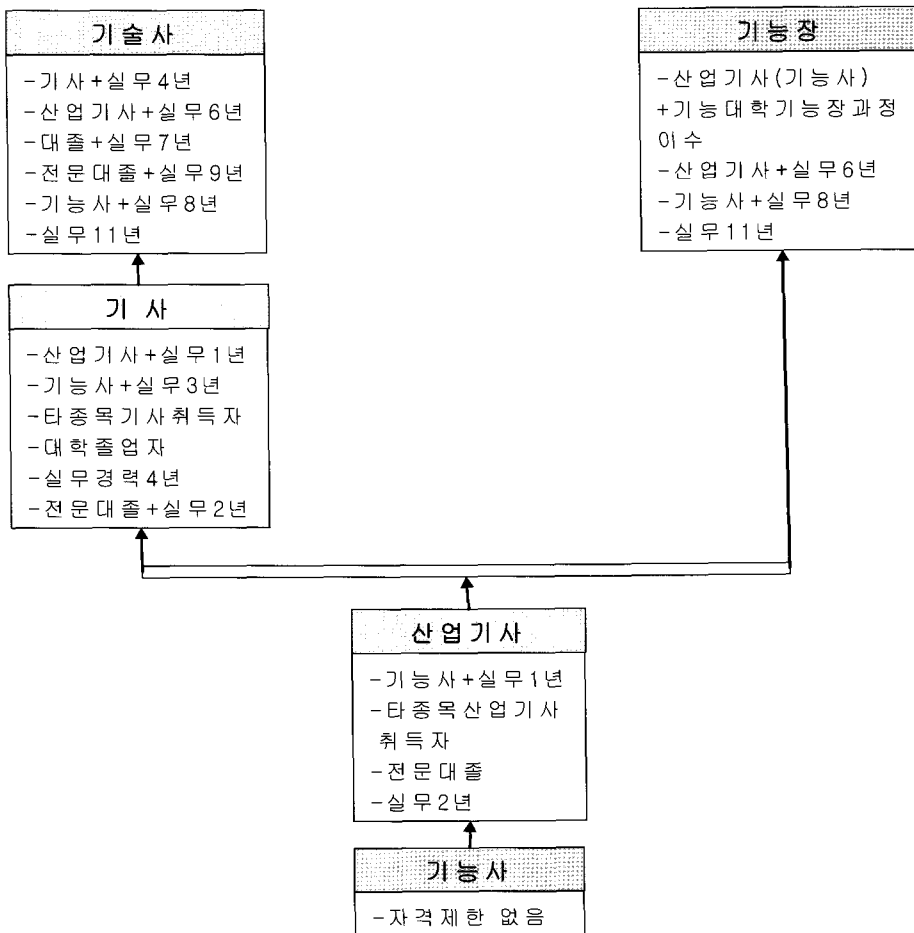 기술사
-기사+실무4년
-산업기사+실무6년
-대졸+실무7년
-전문대졸+실무9년
-기능사+실무8년
-실무11년
기능장
-산업기사(기능사)
+기능대학기능장과정
이수
-산업기사+실무6년
-기능사+실무8년
-실무11년
기 사
-산업기사+실무1년
-기능사+실무3년
-타종목기사취득자
-대학졸업자
-실무경력4년
-전문대졸+실무2년
산업기사
-기능사+실무1년
-타종목산업기사
취득자
-전문대졸
-실무2년
기능사
-자격제한 없음